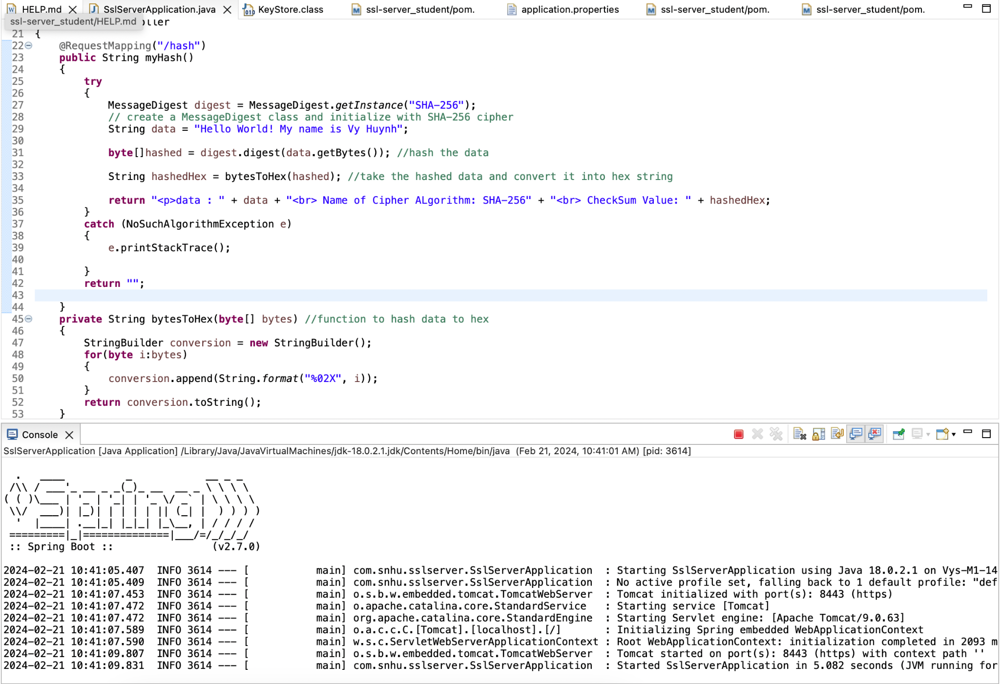 HELP.md SslServerApplication.java KeyStore.class ssl-server_student/pom. application.properties ssl-server_student/pom. ssl-server_student/pom.
ssl-server_student/HELP.md oller
21 {
22 @RequestMapping("/hash")
23 public String myHash()
24 {
25 try
26 {
27 MessageDigest digest = MessageDigest.getInstance("SHA-256");
28 // create a MessageDigest class and initialize with SHA-256 cipher
29 String data = "Hello World! My name is Vy Huynh";
30
31 byte[]hashed = digest.digest(data.getBytes()); //hash the data
32
33 String hashedHex = bytesToHex(hashed); //take the hashed data and convert it into hex string
34
35 return "<p>data : " + data + "<br> Name of Cipher ALgorithm: SHA-256" + "<br> CheckSum Value: " + hashedHex;
36 }
37 catch (NoSuchAlgorithmException e)
38 {
39 e.printStackTrace();
40
41 }
42 return "";
43
44 }
45 private String bytesToHex(byte[] bytes) //function to hash data to hex
46 {
47 StringBuilder conversion = new StringBuilder();
48 for(byte i:bytes)
49 {
50 conversion.append(String.format("%02X", i));
51 }
52 return conversion.toString();
53 }
Console
SslServerApplication [Java Application] /Library/Java/JavaVirtualMachines/jdk-18.0.2.1.jdk/Contents/Home/bin/java (Feb 21, 2024, 10:41:01 AM) [pid: 3614]
  .   ____          _            __ _ _
 /\\ / ___'_ __ _ _(_)_ __  __ _ \ \ \ \
( ( )\___ | '_ | '_| | '_ \/ _` | \ \ \ \
 \\/  ___)| |_)| | | | | || (_| |  ) ) ) )
  '  |____| .__|_| |_|_| |_\__, | / / / /
 =========|_|==============|___/=/_/_/_/
:: Spring Boot :: (v2.7.0)
2024-02-21 10:41:05.407 INFO 3614 --- [ main] com.snhu.sslserver.SslServerApplication : Starting SslServerApplication using Java 18.0.2.1 on Vys-M1-14
2024-02-21 10:41:05.409 INFO 3614 --- [ main] com.snhu.sslserver.SslServerApplication : No active profile set, falling back to 1 default profile: "def
2024-02-21 10:41:07.453 INFO 3614 --- [ main] o.s.b.w.embedded.tomcat.TomcatWebServer : Tomcat initialized with port(s): 8443 (https)
2024-02-21 10:41:07.472 INFO 3614 --- [ main] o.apache.catalina.core.StandardService : Starting service [Tomcat]
2024-02-21 10:41:07.472 INFO 3614 --- [ main] org.apache.catalina.core.StandardEngine : Starting Servlet engine: [Apache Tomcat/9.0.63]
2024-02-21 10:41:07.589 INFO 3614 --- [ main] o.a.c.c.C.[Tomcat].[localhost].[/] : Initializing Spring embedded WebApplicationContext
2024-02-21 10:41:07.590 INFO 3614 --- [ main] w.s.c.ServletWebServerApplicationContext : Root WebApplicationContext: initialization completed in 2093 m
2024-02-21 10:41:09.807 INFO 3614 --- [ main] o.s.b.w.embedded.tomcat.TomcatWebServer : Tomcat started on port(s): 8443 (https) with context path ''
2024-02-21 10:41:09.831 INFO 3614 --- [ main] com.snhu.sslserver.SslServerApplication : Started SslServerApplication in 5.082 seconds (JVM running for